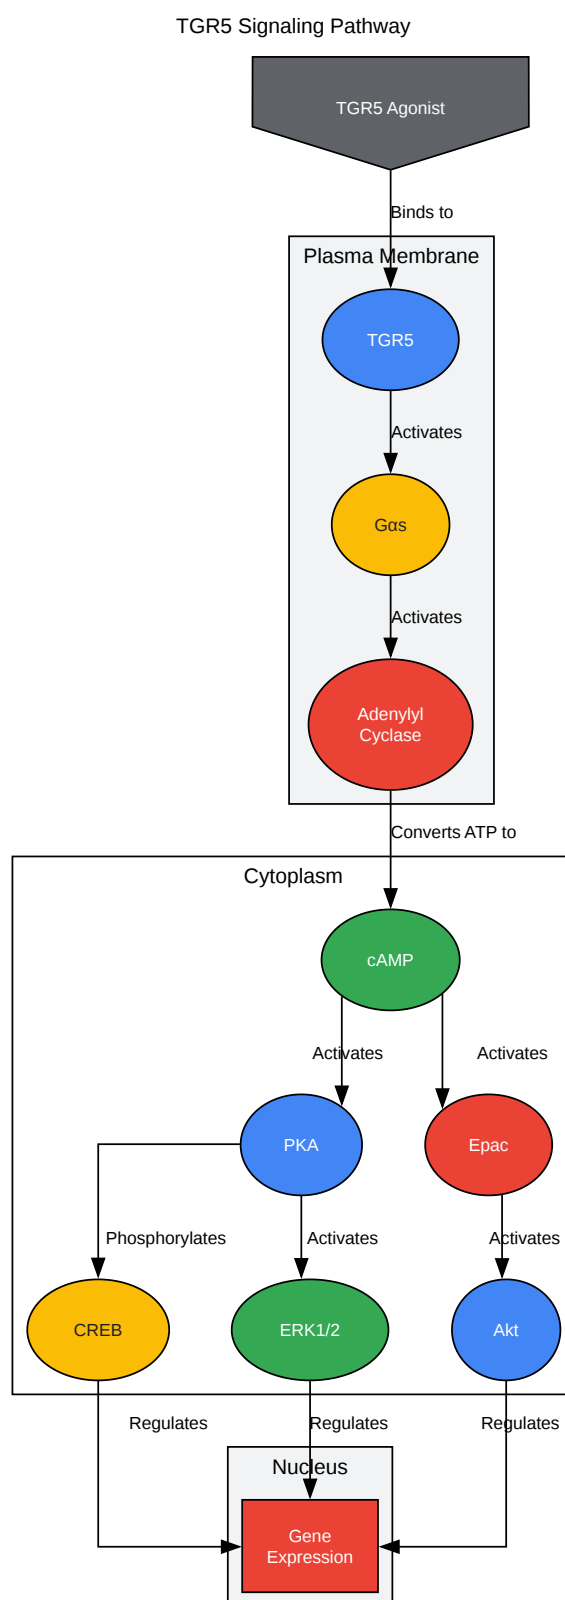 TGR5 Signaling Pathway
TGR5 Agonist
Binds to
Plasma Membrane
TGR5
Activates
Gαs
Activates
Adenylyl
Cyclase
Converts ATP to
Cytoplasm
cAMP
Activates
Activates
PKA
Epac
Phosphorylates
Activates
Activates
CREB
ERK1/2
Akt
Regulates
Regulates
Regulates
Nucleus
Gene
Expression